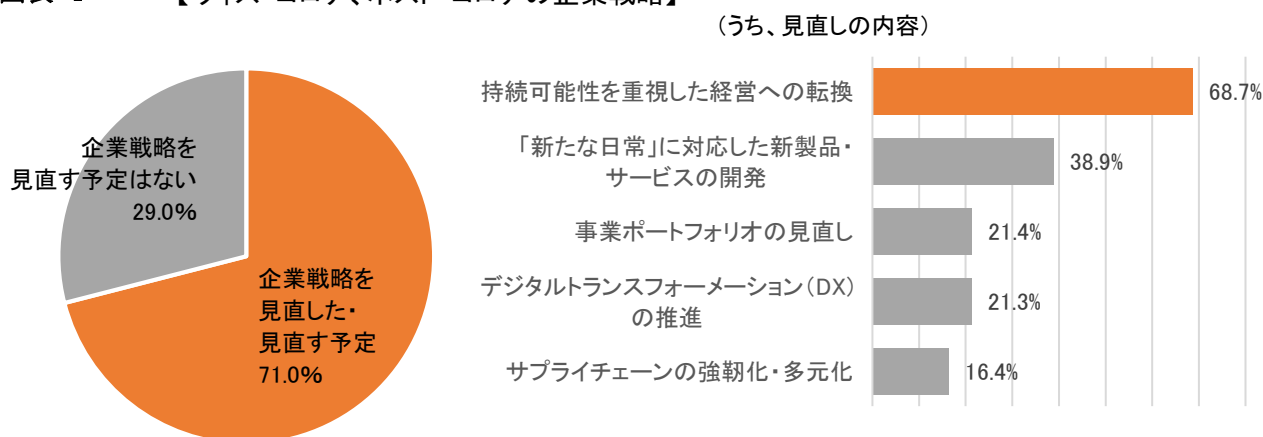 の企業戦略】
(うち、見直しの内容)
企業戦略を
見直す予定はない
29.0%
企業戦略を
見直した・
見直す予定
71.0%
持続可能性を重視した経営への転換
68.7%
「新たな日常」に対応した新製品・
サービスの開発
38.9%
事業ポートフォリオの見直し
21.4%
デジタルトランスフォーメーション(DX)
の推進
21.3%
サプライチェーンの強靭化・多元化
16.4%